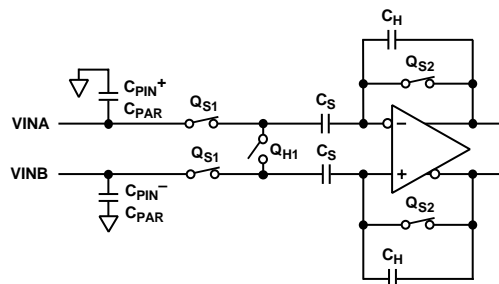 CH
QS2
CPIN+
CPAR
QS1
CS
VINA
−
QH1
QS1
CS
VINB
+
CPIN−
CPAR
QS2
CH